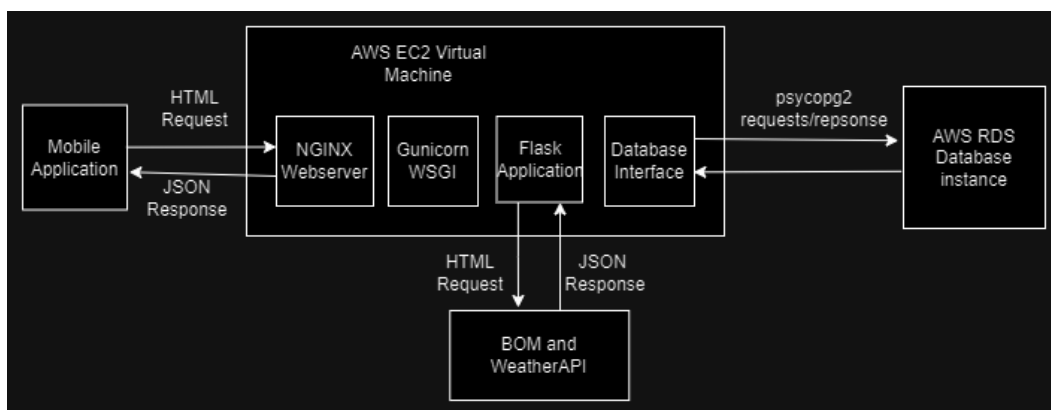 AWS EC2 Virtual
Machine
HTML
Request
psycopg2
requests/repsonse
Mobile
Application
NGINX
Webserver
Gunicorn
WSGI
Flask
Application
Database
Interface
AWS RDS
Database
instance
JSON
Response
HTML
Request
JSON
Response
BOM and
WeatherAPI